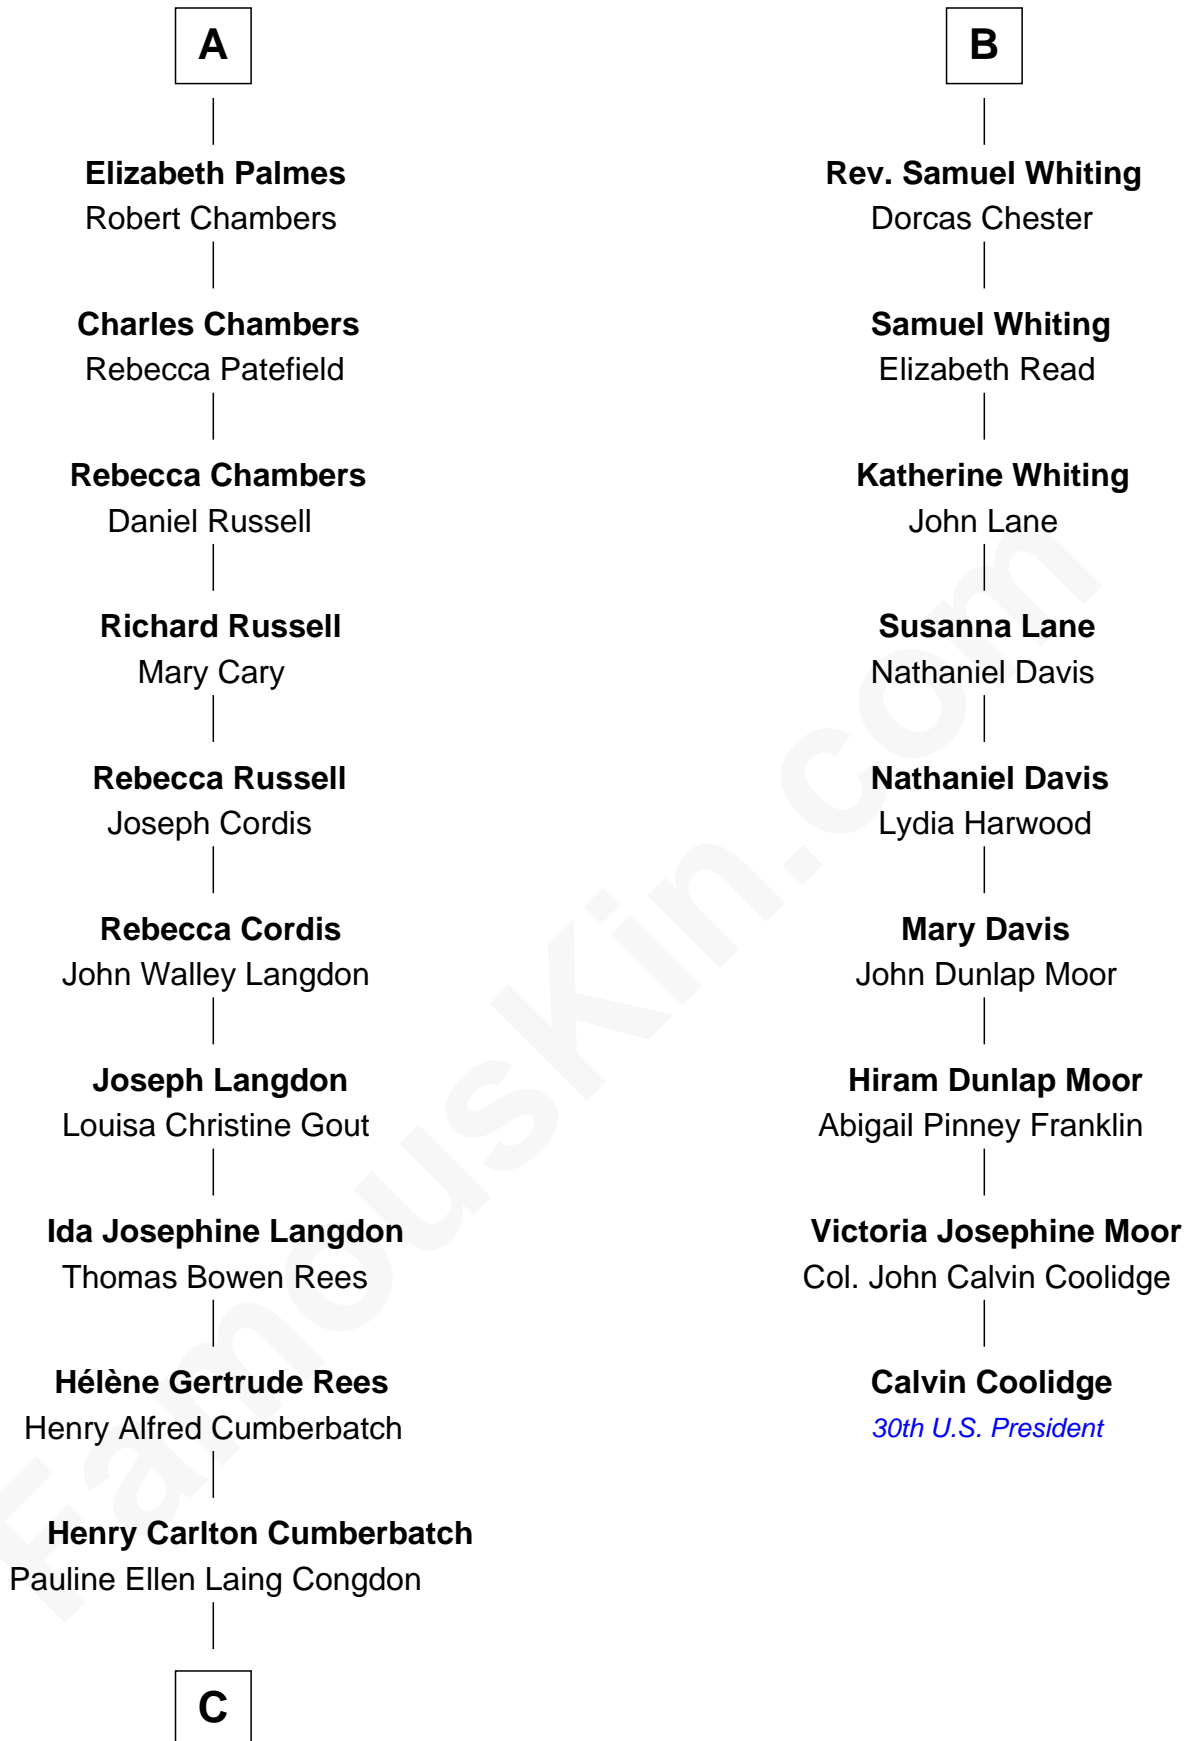 A
Elizabeth Palmes
Robert Chambers
Charles Chambers
Rebecca Patefield
Rebecca Chambers
Daniel Russell
Richard Russell
Mary Cary
Rebecca Russell
Joseph Cordis
Rebecca Cordis
John Walley Langdon
Joseph Langdon
Louisa Christine Gout
Ida Josephine Langdon
Thomas Bowen Rees
Hélène Gertrude Rees
Henry Alfred Cumberbatch
Henry Carlton Cumberbatch
Pauline Ellen Laing Congdon
C
B
Rev. Samuel Whiting
Dorcas Chester
Samuel Whiting
Elizabeth Read
Katherine Whiting
John Lane
Susanna Lane
Nathaniel Davis
Nathaniel Davis
Lydia Harwood
Mary Davis
John Dunlap Moor
Hiram Dunlap Moor
Abigail Pinney Franklin
Victoria Josephine Moor
Col. John Calvin Coolidge
Calvin Coolidge
30th U.S. President
FamousKin.com